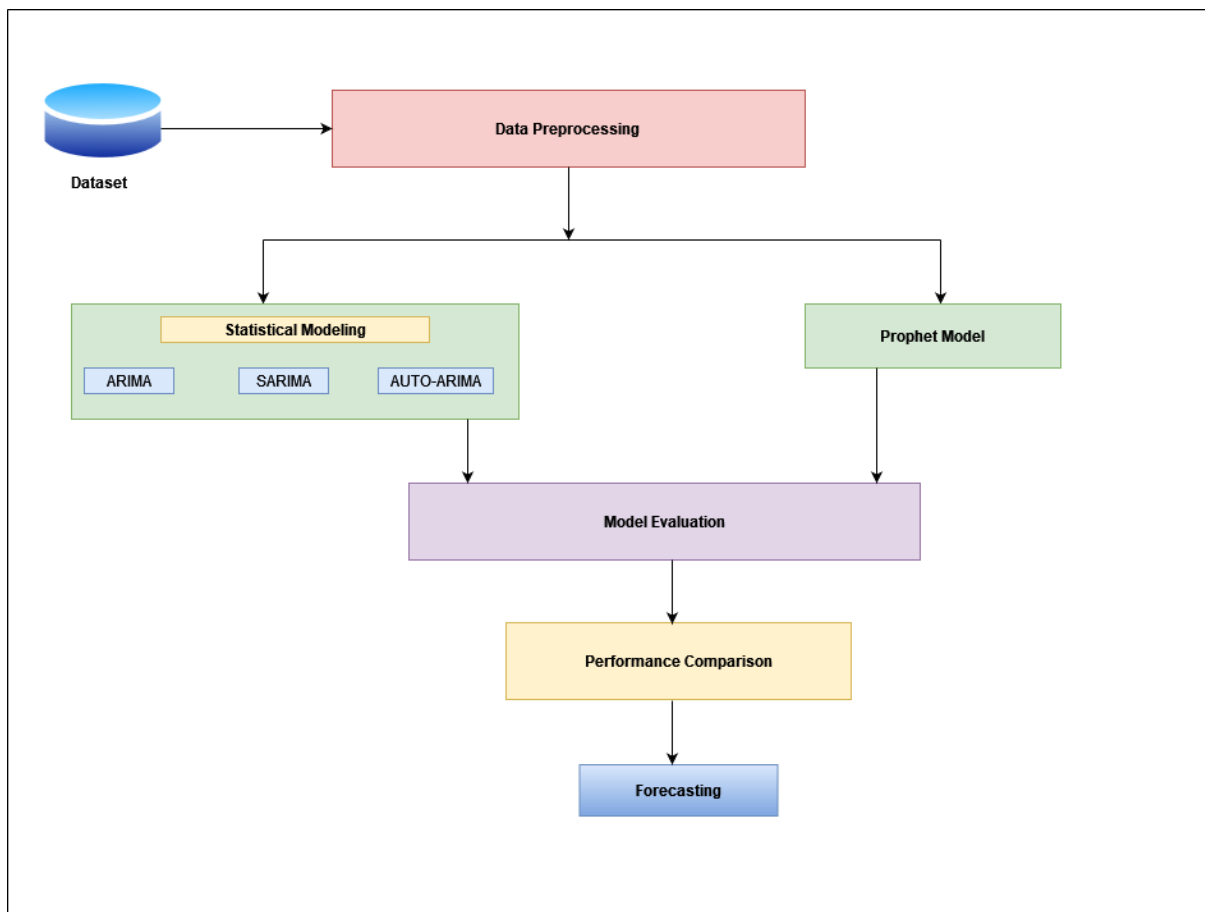 Data Preprocessing
Dataset
Statistical Modeling
Prophet Model
ARIMA
SARIMA
AUTO-ARIMA
Model Evaluation
Performance Comparison
Forecasting